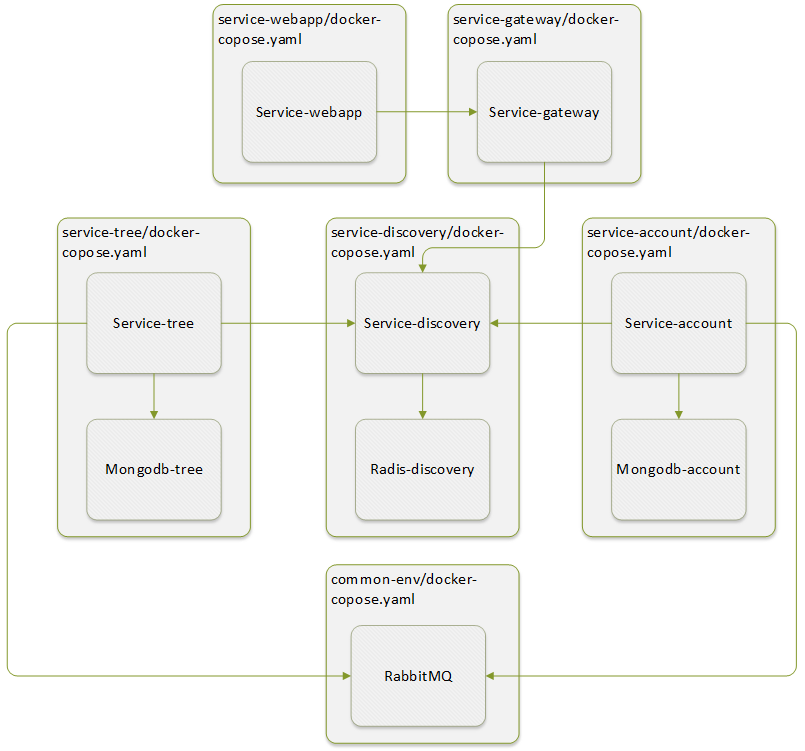 service-webapp/docker-
copose.yaml
Service-webapp
service-gateway/docker-
copose.yaml
Service-gateway
service-tree/docker-
copose.yaml
Service-tree
Mongodb-tree
service-discovery/docker-
copose.yaml
Service-discovery
Radis-discovery
service-account/docker-
copose.yaml
Service-account
Mongodb-account
common-env/docker-
copose.yaml
RabbitMQ